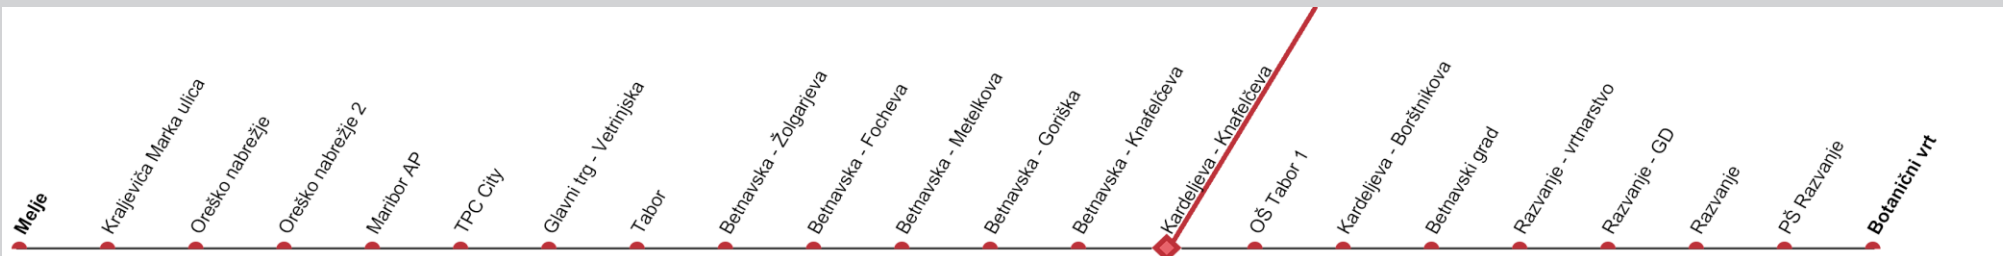 Melje
Kraljeviča Marka ulica
Oreško nabrežje
Oreško nabrežje 2
Maribor AP
TPC City
Glavni trg - Vetrinjska
Tabor
Betnavska - Žolgarjeva
Betnavska - Focheva
Betnavska - Metelkova
Betnavska - Goriška
Betnavska - Knafelčeva
Kardeljeva - Knafelčeva
OŠ Tabor 1
Kardeljeva - Borštnikova
Betnavski grad
Razvanje - vrtnarstvo
Razvanje - GD
Razvanje
PŠ Razvanje
Botanični vrt